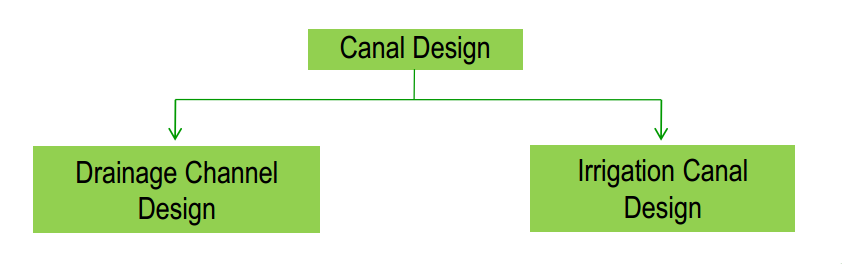 Canal Design
Drainage Channel
Design
Irrigation Canal
Design